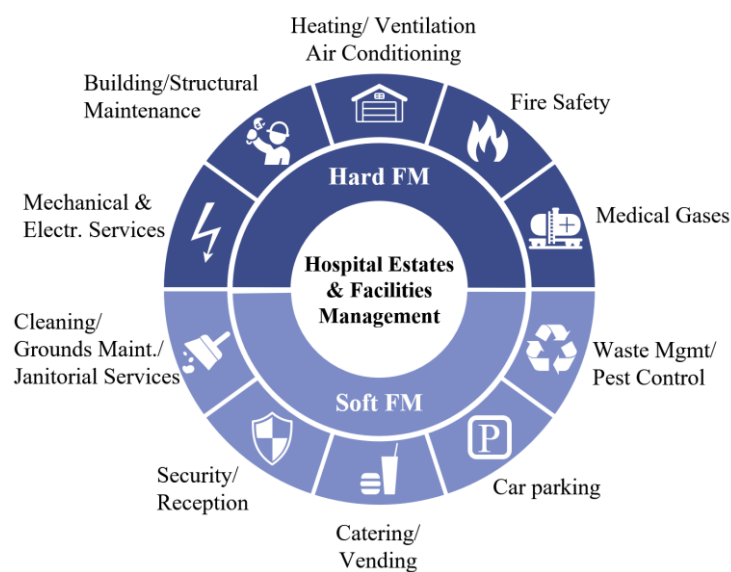 Heating/ Ventilation
Air Conditioning
Building/Structural
Maintenance
Fire Safety
Hard FM
Mechanical &
Electr. Services
Medical Gases
Hospital Estates
& Facilities
Management
Cleaning/
Grounds Maint./
Janitorial Services
Waste Mgmt/
Pest Control
Soft FM
P
Security/
Reception
Car parking
Catering/
Vending